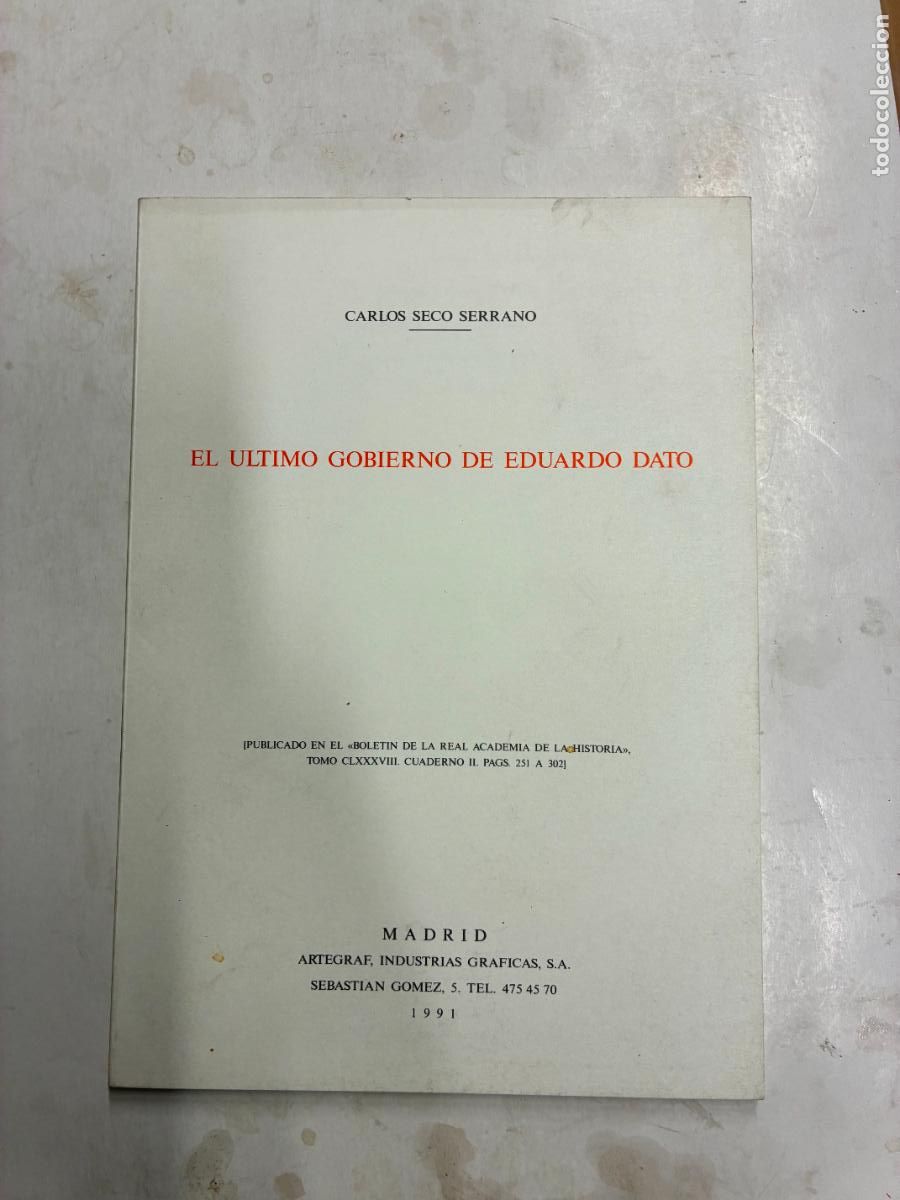 todocoleccion
CARLOS SECO SERRANO
EL ULTIMO GOBIERNO DE EDUARDO DATO
[PUBLICADO EN EL «BOLETIN DE LA REAL ACADEMIA DE LA HISTORIA»,
TOMO CLXXXVIII. CUADERNO II. PAGS. 251 A 302]
MADRID
ARTEGRAF, INDUSTRIAS GRAFICAS, S.A.
SEBASTIAN GOMEZ, 5. TEL. 475 45 70
1991